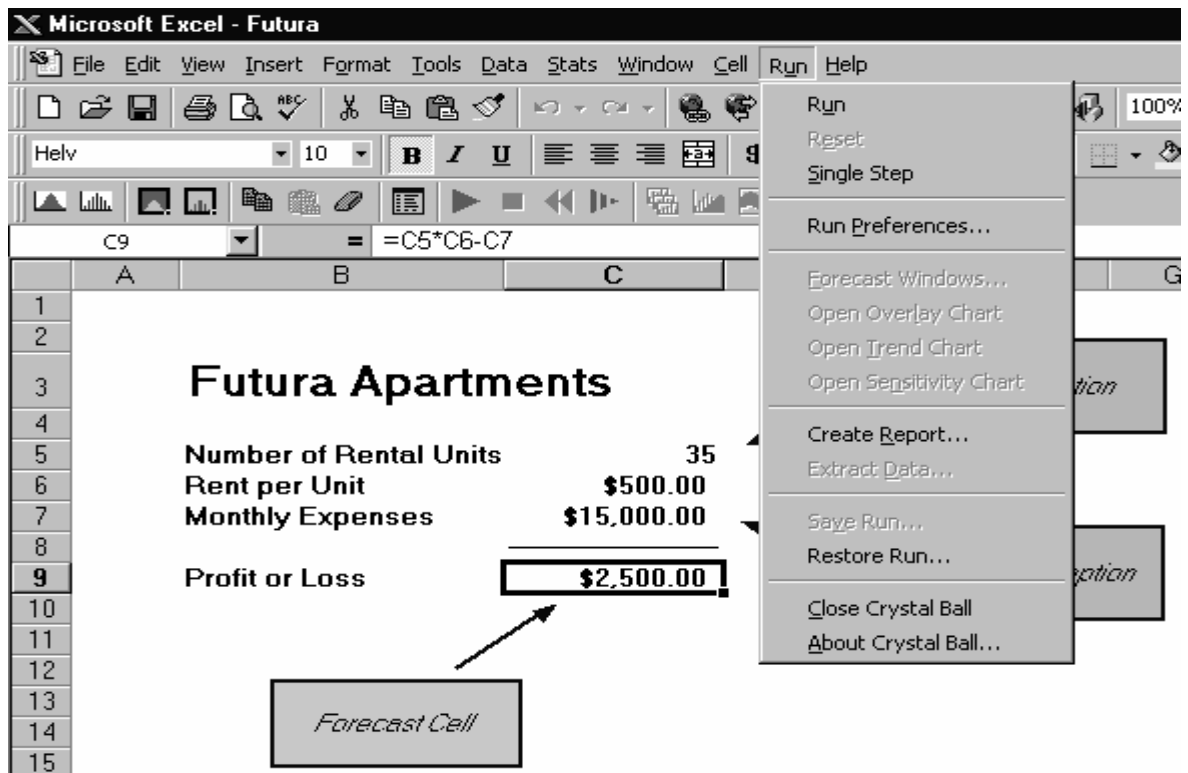 Microsoft Excel - Futura
File Edit View Insert Format Tools Data Stats Window Cell Run Help
ABC
100%
Helv 10 B I U
C9 = =C5*C6-C7
A B C G
1
2
3 Futura Apartments
4
5 Number of Rental Units 35
6 Rent per Unit $500.00
7 Monthly Expenses $15,000.00
8
9 Profit or Loss $2,500.00
10
11
12
13
14
15
Forecast Cell
Run
Reset
Single Step
Run Preferences...
Forecast Windows...
Open Overlay Chart
Open Trend Chart
Open Sensitivity Chart
Create Report...
Extract Data...
Save Run...
Restore Run...
Close Crystal Ball
About Crystal Ball...
tion
ption